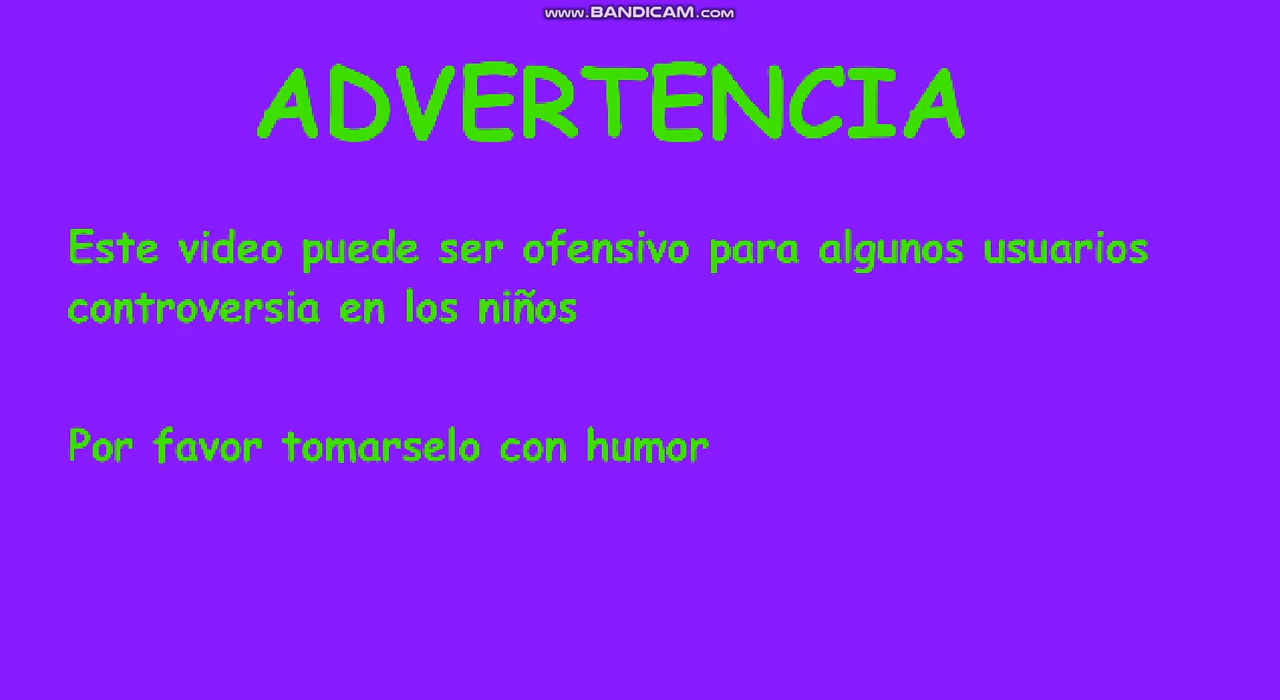 www.BANDICAM.com
ADVERTENCIA
Este video puede ser ofensivo para algunos usuarios
controversia en los niños
Por favor tomarselo con humor